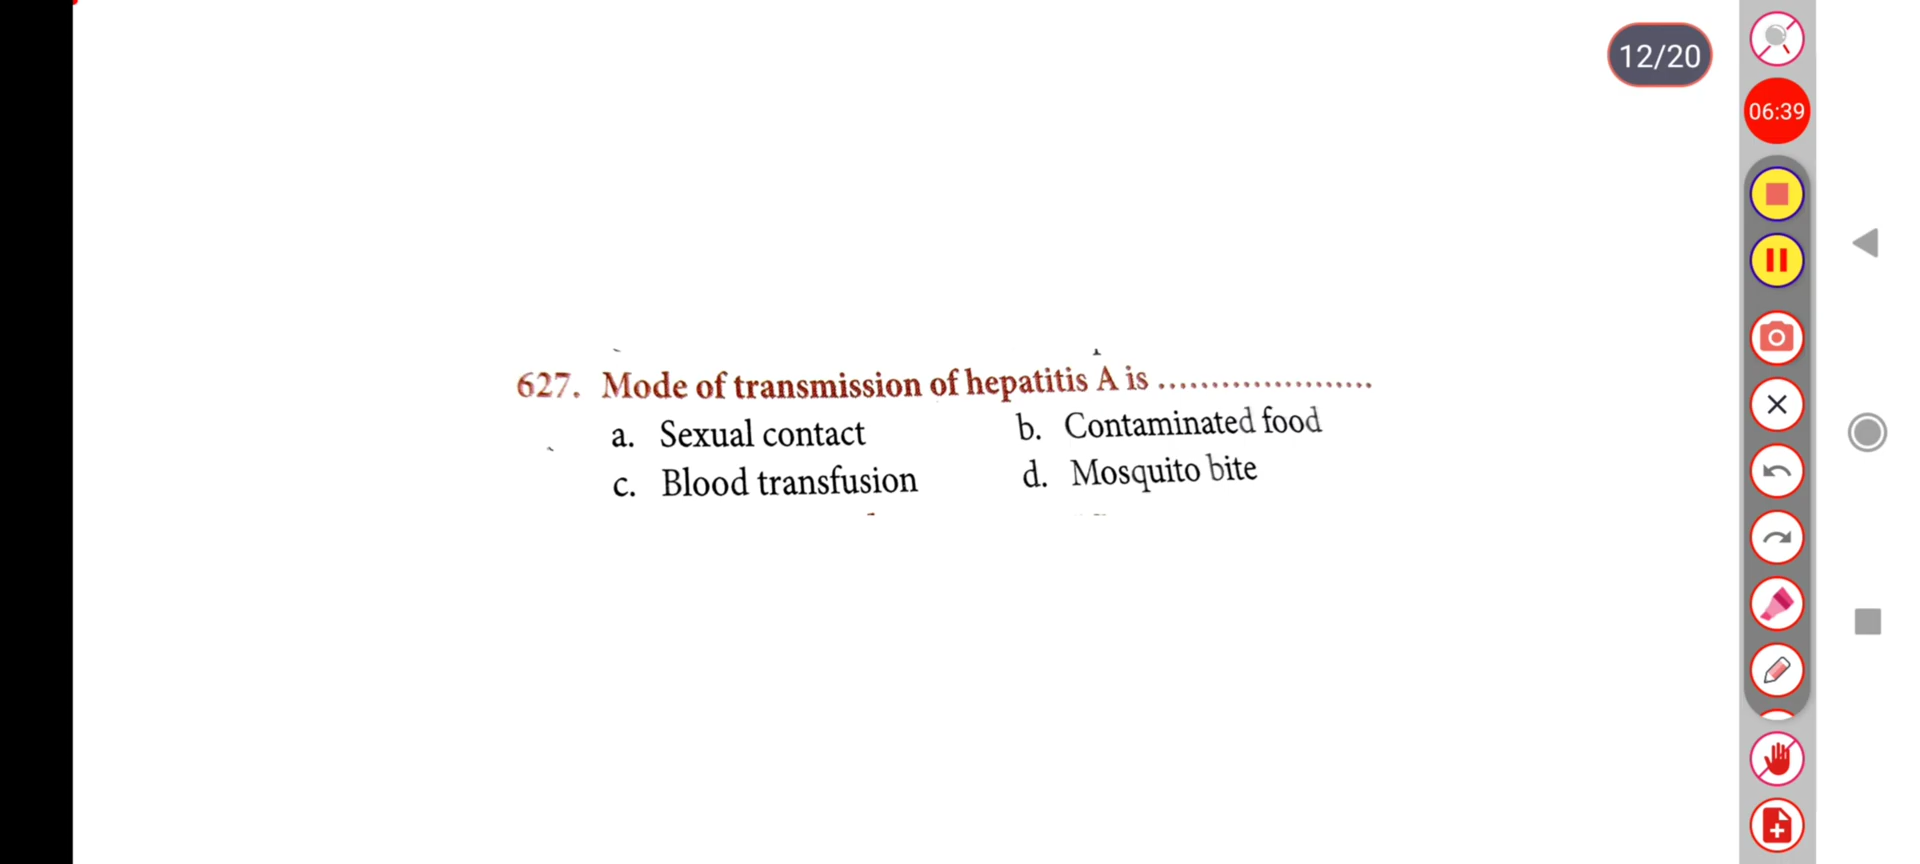 12/20
06:39
627. Mode of transmission of hepatitis A is .....................
a. Sexual contact b. Contaminated food
c. Blood transfusion d. Mosquito bite